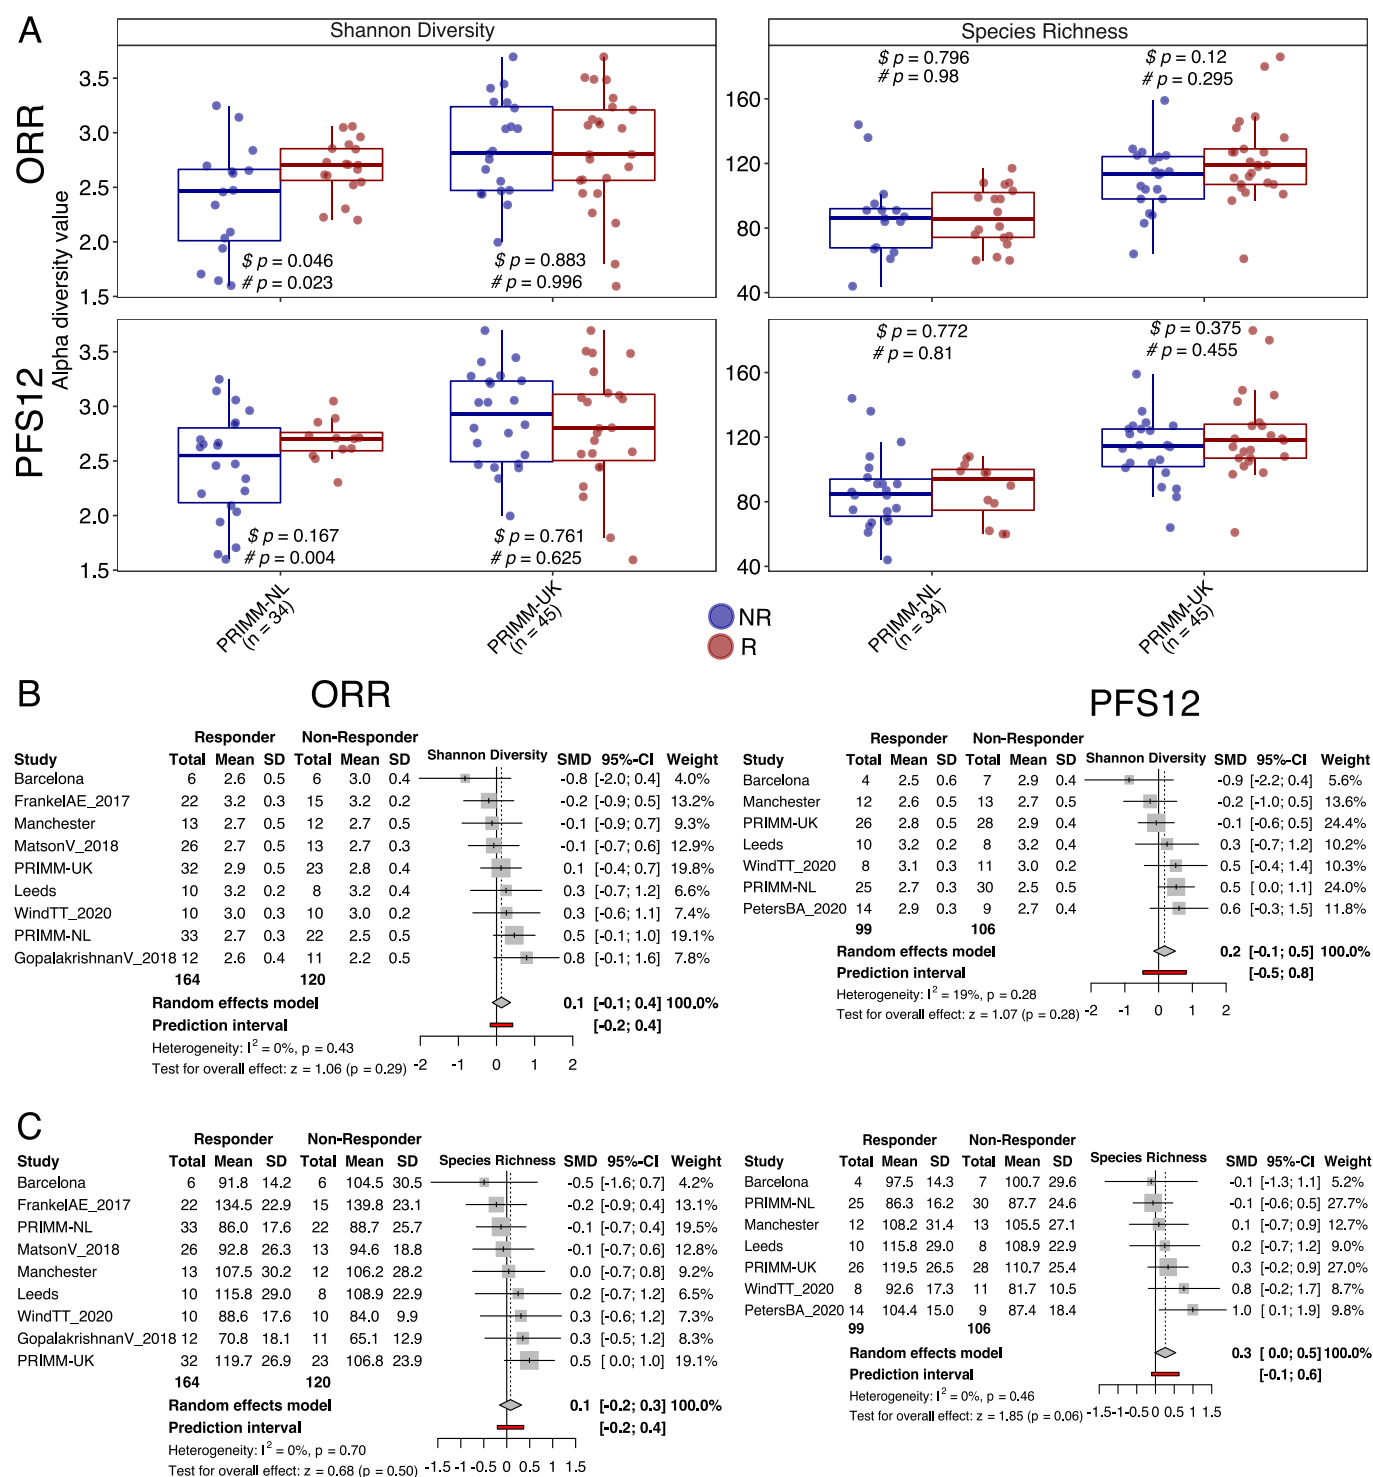 A
Shannon Diversity
Species Richness
ORR
PFS12
Alpha diversity value
3.5
3.0
2.5
2.0
1.5
$ p = 0.046
# p = 0.023
$ p = 0.883
# p = 0.996
160
120
80
40
$ p = 0.796
# p = 0.98
$ p = 0.12
# p = 0.295
3.5
3.0
2.5
2.0
1.5
$ p = 0.167
# p = 0.004
$ p = 0.761
# p = 0.625
160
120
80
40
$ p = 0.772
# p = 0.81
$ p = 0.375
# p = 0.455
PRIMM-NL
(n = 34)
PRIMM-UK
(n = 45)
PRIMM-NL
(n = 34)
PRIMM-UK
(n = 45)
NR
R
B
ORR
Responder Non-Responder
Study Total Mean SD Total Mean SD Shannon Diversity SMD 95%-CI Weight
Barcelona 6 2.6 0.5 6 3.0 0.4 -0.8 [-2.0; 0.4] 4.0%
FrankelAE_2017 22 3.2 0.3 15 3.2 0.2 -0.2 [-0.9; 0.5] 13.2%
Manchester 13 2.7 0.5 12 2.7 0.5 -0.1 [-0.9; 0.7] 9.3%
MatsonV_2018 26 2.7 0.5 13 2.7 0.3 -0.1 [-0.7; 0.6] 12.9%
PRIMM-UK 32 2.9 0.5 23 2.8 0.4 0.1 [-0.4; 0.7] 19.8%
Leeds 10 3.2 0.2 8 3.2 0.4 0.3 [-0.7; 1.2] 6.6%
WindTT_2020 10 3.0 0.3 10 3.0 0.2 0.3 [-0.6; 1.1] 7.4%
PRIMM-NL 33 2.7 0.3 22 2.5 0.5 0.5 [-0.1; 1.0] 19.1%
GopalakrishnanV_2018 12 2.6 0.4 11 2.2 0.5 0.8 [-0.1; 1.6] 7.8%
164 120
Random effects model 0.1 [-0.1; 0.4] 100.0%
Prediction interval [-0.2; 0.4]
Heterogeneity: I² = 0%, p = 0.43
Test for overall effect: z = 1.06 (p = 0.29)
-2 -1 0 1 2
PFS12
Responder Non-Responder
Study Total Mean SD Total Mean SD Shannon Diversity SMD 95%-CI Weight
Barcelona 4 2.5 0.6 7 2.9 0.4 -0.9 [-2.2; 0.4] 5.6%
Manchester 12 2.6 0.5 13 2.7 0.5 -0.2 [-1.0; 0.5] 13.6%
PRIMM-UK 26 2.8 0.5 28 2.9 0.4 -0.1 [-0.6; 0.5] 24.4%
Leeds 10 3.2 0.2 8 3.2 0.4 0.3 [-0.7; 1.2] 10.2%
WindTT_2020 8 3.1 0.3 11 3.0 0.2 0.5 [-0.4; 1.4] 10.3%
PRIMM-NL 25 2.7 0.3 30 2.5 0.5 0.5 [ 0.0; 1.1] 24.0%
PetersBA_2020 14 2.9 0.3 9 2.7 0.4 0.6 [-0.3; 1.5] 11.8%
99 106
Random effects model 0.2 [-0.1; 0.5] 100.0%
Prediction interval [-0.5; 0.8]
Heterogeneity: I² = 19%, p = 0.28
Test for overall effect: z = 1.07 (p = 0.28)
-2 -1 0 1 2
C
Responder Non-Responder
Study Total Mean SD Total Mean SD Species Richness SMD 95%-CI Weight
Barcelona 6 91.8 14.2 6 104.5 30.5 -0.5 [-1.6; 0.7] 4.2%
FrankelAE_2017 22 134.5 22.9 15 139.8 23.1 -0.2 [-0.9; 0.4] 13.1%
PRIMM-NL 33 86.0 17.6 22 88.7 25.7 -0.1 [-0.7; 0.4] 19.5%
MatsonV_2018 26 92.8 26.3 13 94.6 18.8 -0.1 [-0.7; 0.6] 12.8%
Manchester 13 107.5 30.2 12 106.2 28.2 0.0 [-0.7; 0.8] 9.2%
Leeds 10 115.8 29.0 8 108.9 22.9 0.2 [-0.7; 1.2] 6.5%
WindTT_2020 10 88.6 17.6 10 84.0 9.9 0.3 [-0.6; 1.2] 7.3%
GopalakrishnanV_2018 12 70.8 18.1 11 65.1 12.9 0.3 [-0.5; 1.2] 8.3%
PRIMM-UK 32 119.7 26.9 23 106.8 23.9 0.5 [ 0.0; 1.0] 19.1%
164 120
Random effects model 0.1 [-0.2; 0.3] 100.0%
Prediction interval [-0.2; 0.4]
Heterogeneity: I² = 0%, p = 0.70
Test for overall effect: z = 0.68 (p = 0.50)
-1.5 -1 -0.5 0 0.5 1 1.5
Responder Non-Responder
Study Total Mean SD Total Mean SD Species Richness SMD 95%-CI Weight
Barcelona 4 97.5 14.3 7 100.7 29.6 -0.1 [-1.3; 1.1] 5.2%
PRIMM-NL 25 86.3 16.2 30 87.7 24.6 -0.1 [-0.6; 0.5] 27.7%
Manchester 12 108.2 31.4 13 105.5 27.1 0.1 [-0.7; 0.9] 12.7%
Leeds 10 115.8 29.0 8 108.9 22.9 0.2 [-0.7; 1.2] 9.0%
PRIMM-UK 26 119.5 26.5 28 110.7 25.4 0.3 [-0.2; 0.9] 27.0%
WindTT_2020 8 92.6 17.3 11 81.7 10.5 0.8 [-0.2; 1.7] 8.7%
PetersBA_2020 14 104.4 15.0 9 87.4 18.4 1.0 [ 0.1; 1.9] 9.8%
99 106
Random effects model 0.3 [ 0.0; 0.5] 100.0%
Prediction interval [-0.1; 0.6]
Heterogeneity: I² = 0%, p = 0.46
Test for overall effect: z = 1.85 (p = 0.06)
-1.5 -1 -0.5 0 0.5 1 1.5